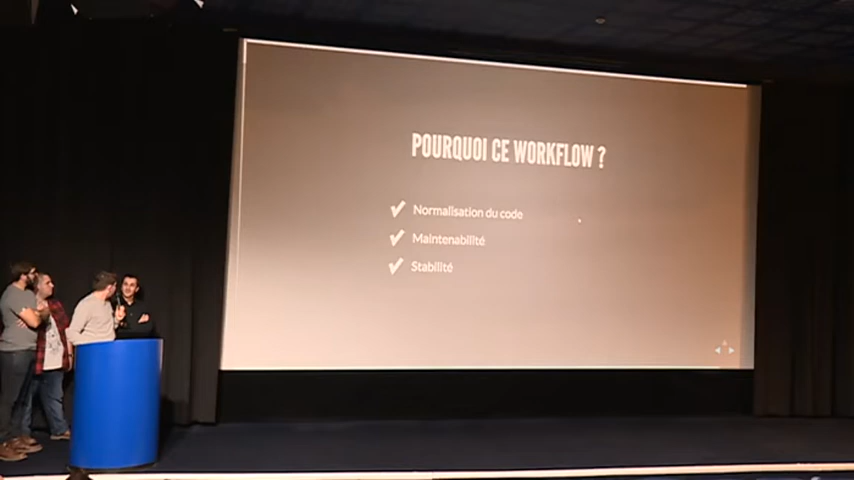 POURQUOI CE WORKFLOW ?
Normalisation du code
Maintenabilité
Stabilité